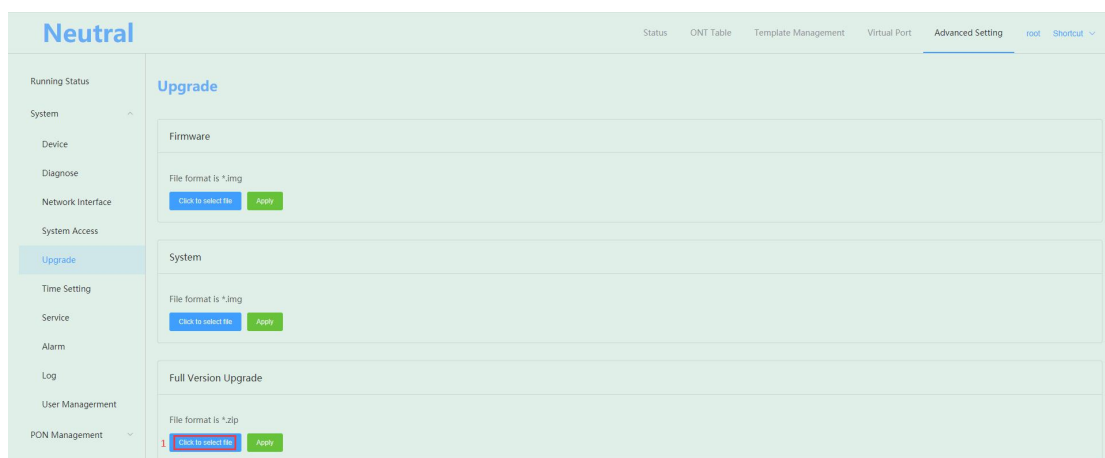 Neutral
Status ONT Table Template Management Virtual Port Advanced Setting root Shortcut
Running Status
System
Device
Diagnose
Network Interface
System Access
Upgrade
Time Setting
Service
Alarm
Log
User Managerment
PON Management
Upgrade
Firmware
File format is *.img
Click to select file Apply
System
File format is *.img
Click to select file Apply
Full Version Upgrade
File format is *.zip
1 Click to select file Apply